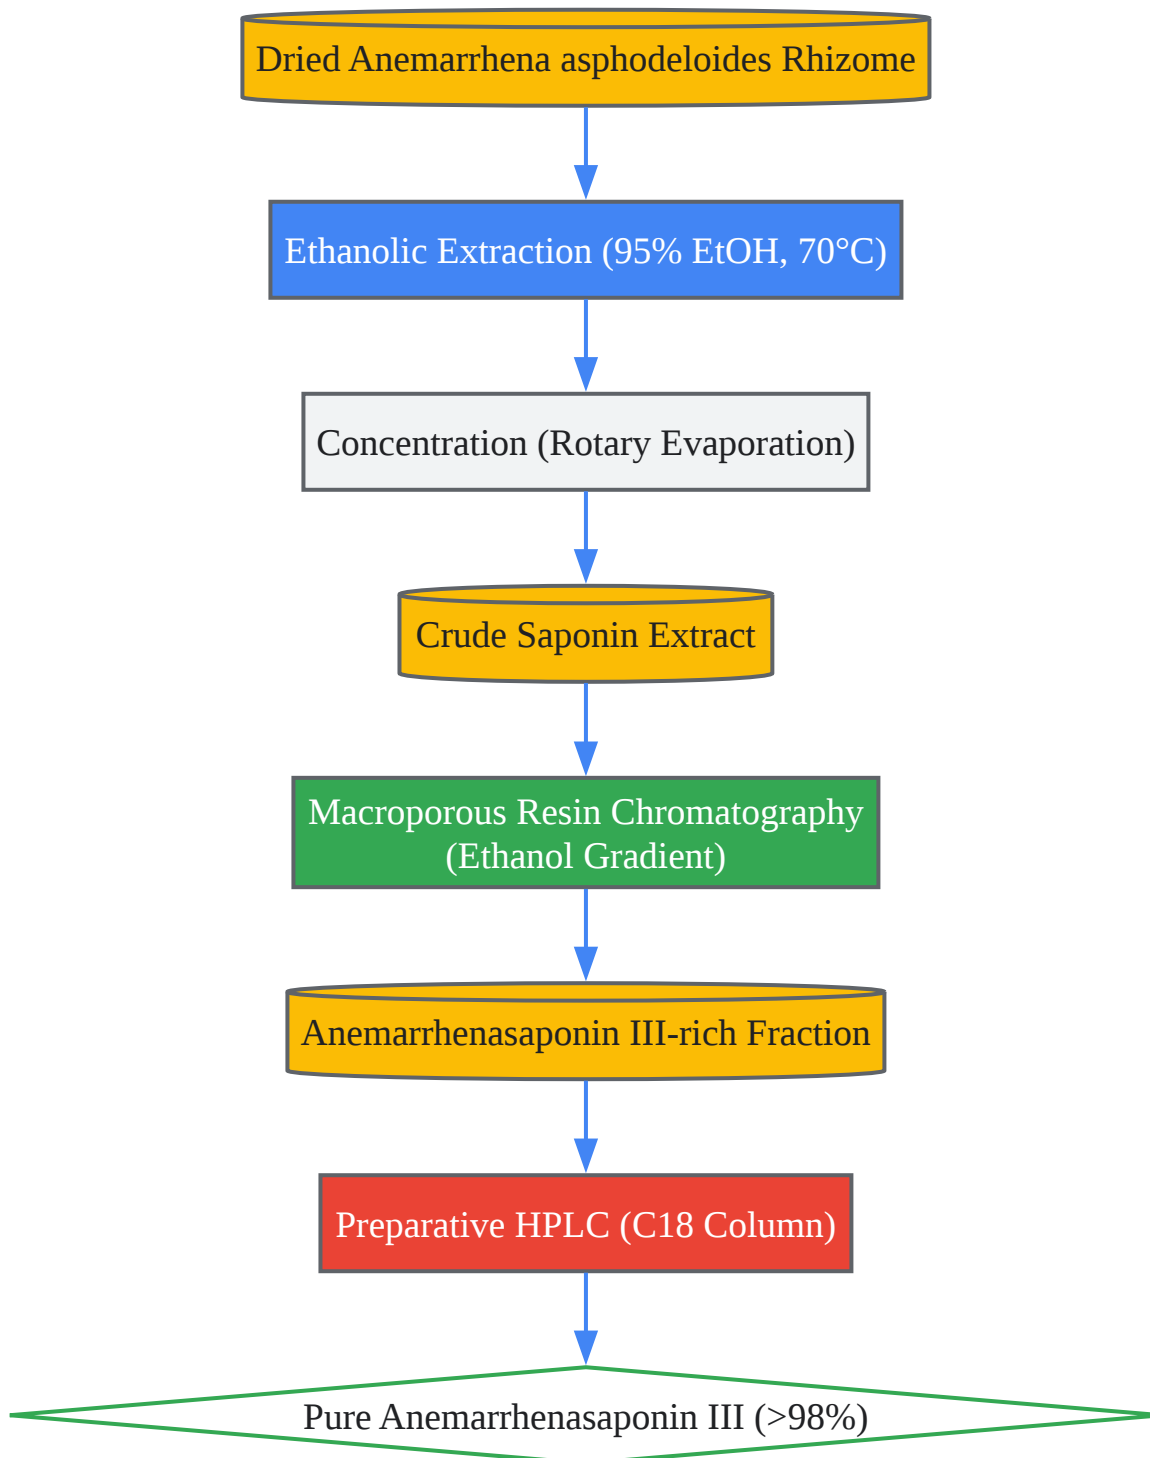 Dried Anemarrhena asphodeloides Rhizome
Ethanolic Extraction (95% EtOH, 70°C)
Concentration (Rotary Evaporation)
Crude Saponin Extract
Macroporous Resin Chromatography
(Ethanol Gradient)
Anemarrhenasaponin III-rich Fraction
Preparative HPLC (C18 Column)
Pure Anemarrhenasaponin III (>98%)